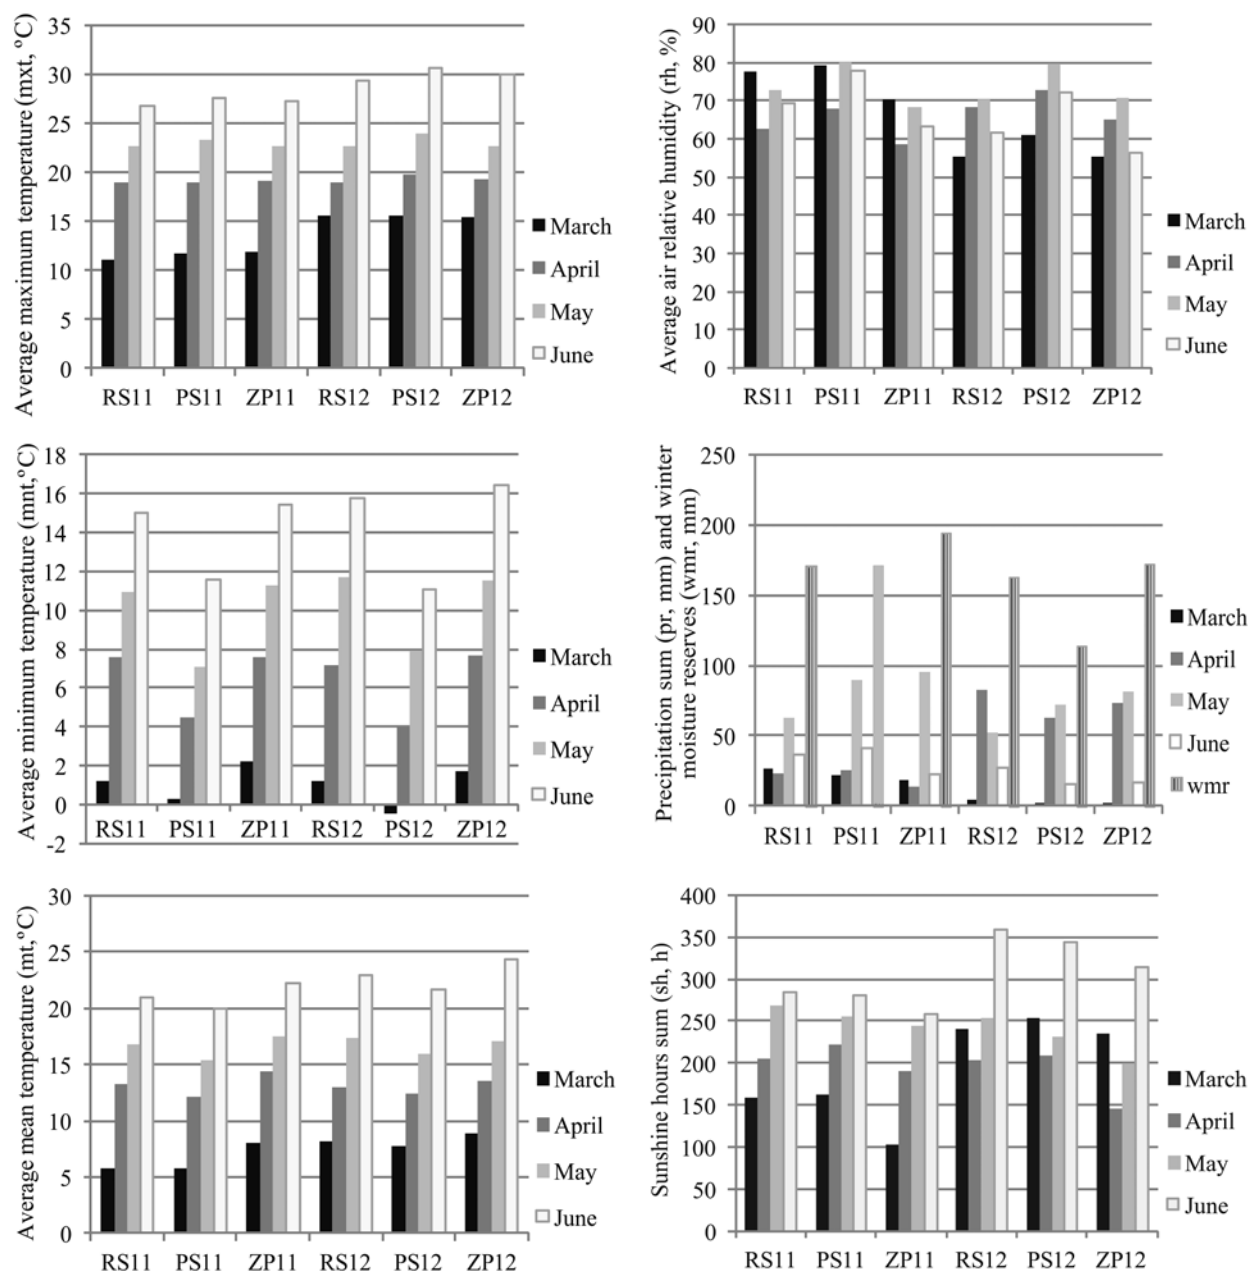 Average maximum temperature (mxt, °C)
35
30
25
20
15
10
5
0
RS11 PS11 ZP11 RS12 PS12 ZP12
March
April
May
June
Average air relative humidity (rh, %)
90
80
70
60
50
40
30
20
10
0
RS11 PS11 ZP11 RS12 PS12 ZP12
March
April
May
June
Average minimum temperature (mnt,°C)
18
16
14
12
10
8
6
4
2
0
-2
RS11 PS11 ZP11 RS12 PS12 ZP12
March
April
May
June
Precipitation sum (pr, mm) and winter
moisture reserves (wmr, mm)
250
200
150
100
50
0
RS11 PS11 ZP11 RS12 PS12 ZP12
March
April
May
June
wmr
Average mean temperature (mt,°C)
30
25
20
15
10
5
0
RS11 PS11 ZP11 RS12 PS12 ZP12
March
April
May
June
Sunshine hours sum (sh, h)
400
350
300
250
200
150
100
50
0
RS11 PS11 ZP11 RS12 PS12 ZP12
March
April
May
June